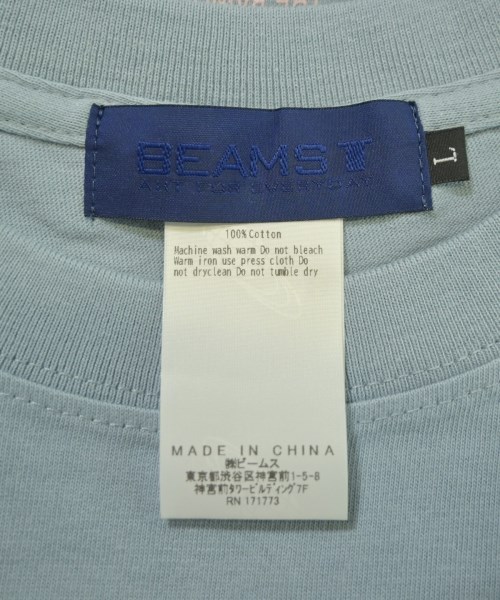 BEAMS T
ART FOR EVERYDAY
L
100%Cotton
Machine wash warm Do not bleach
Warm iron use press cloth Do
not dryclean Do not tumble dry
MADE IN CHINA
㈱ビームス
東京都渋谷区神宮前1-5-8
神宮前タワービルディング7F
RN 171773